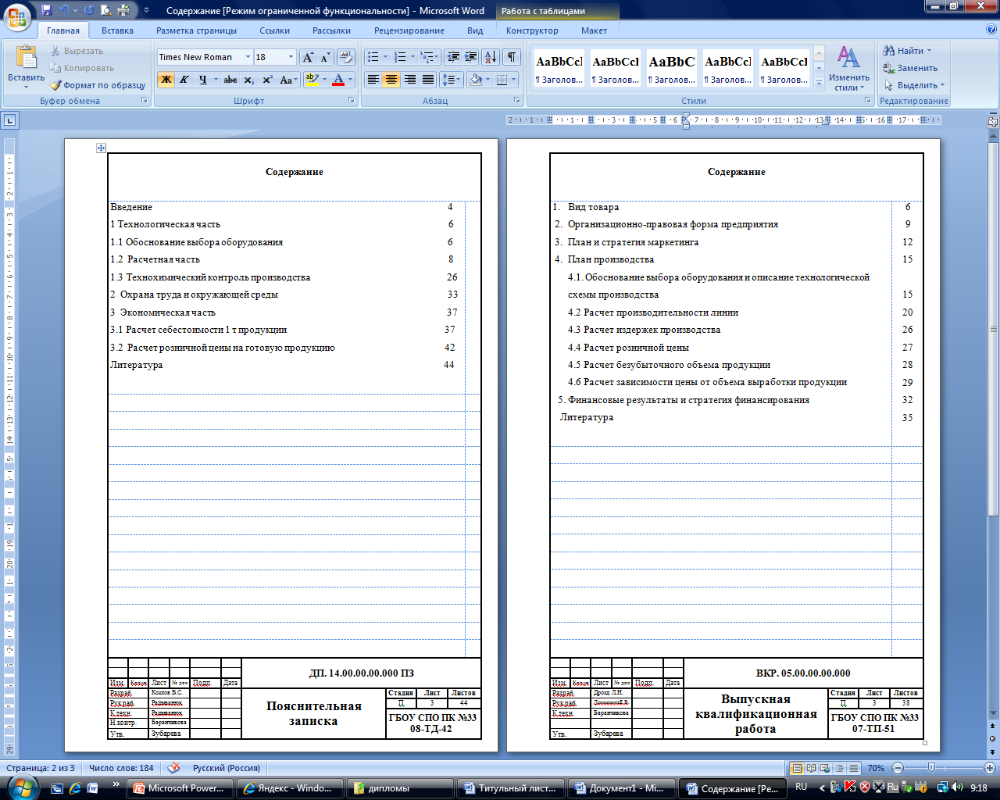 Содержание [Режим ограниченной функциональности] - Microsoft Word
Работа с таблицами
Главная Вставка Разметка страницы Ссылки Рассылки Рецензирование Вид Конструктор Макет
Вставить
Вырезать
Копировать
Формат по образцу
Буфер обмена
Times New Roman 18
Ж К Ч abc x₂ x² Aa
Шрифт
Абзац
AaBbCcI AaBbCcI AaBbC AaBbCcI AaBbCcI
¶ Заголов... ¶ Заголов... ¶ Заголов... ¶ Заголов... ¶ Заголов...
Изменить стили
Стили
Найти
Заменить
Выделить
Редактирование
Содержание
Введение 4
1 Технологическая часть 6
1.1 Обоснование выбора оборудования 6
1.2 Расчетная часть 8
1.3 Технохимический контроль производства 26
2 Охрана труда и окружающей среды 33
3 Экономическая часть 37
3.1 Расчет себестоимости 1 т продукции 37
3.2 Расчет розничной цены на готовую продукцию 42
Литература 44
ДП. 14.00.00.00.000 ПЗ
Изм. Кол.уч Лист № док Подп. Дата
Разраб. Козлов В.С.
Рук.раб.
К.техн.
Н.контр. Баранчикова
Утв. Зубарева
Пояснительная
записка
Стадия Лист Листов
П 3 44
ГБОУ СПО ПК №33
08-ТД-42
Содержание
1. Вид товара 6
2. Организационно-правовая форма предприятия 9
3. План и стратегия маркетинга 12
4. План производства 15
4.1. Обоснование выбора оборудования и описание технологической
схемы производства 15
4.2 Расчет производительности линии 20
4.3 Расчет издержек производства 26
4.4 Расчет розничной цены 27
4.5 Расчет безубыточного объема продукции 28
4.6 Расчет зависимости цены от объема выработки продукции 29
5. Финансовые результаты и стратегия финансирования 32
Литература 35
ВКР. 05.00.00.00.000
Изм. Кол.уч Лист № док Подп. Дата
Разраб. Дрозд Л.Н.
Рук.раб.
К.техн. Баранчикова
Утв. Зубарева
Выпускная
квалификационная
работа
Стадия Лист Листов
П 3 38
ГБОУ СПО ПК №33
07-ТП-51
Страница: 2 из 3 Число слов: 184 Русский (Россия) 70%
Microsoft Power... Яндекс - Windo... дипломы Титульный лист... Документ1 - Mi... Содержание [Ре... RU Ru 9:18